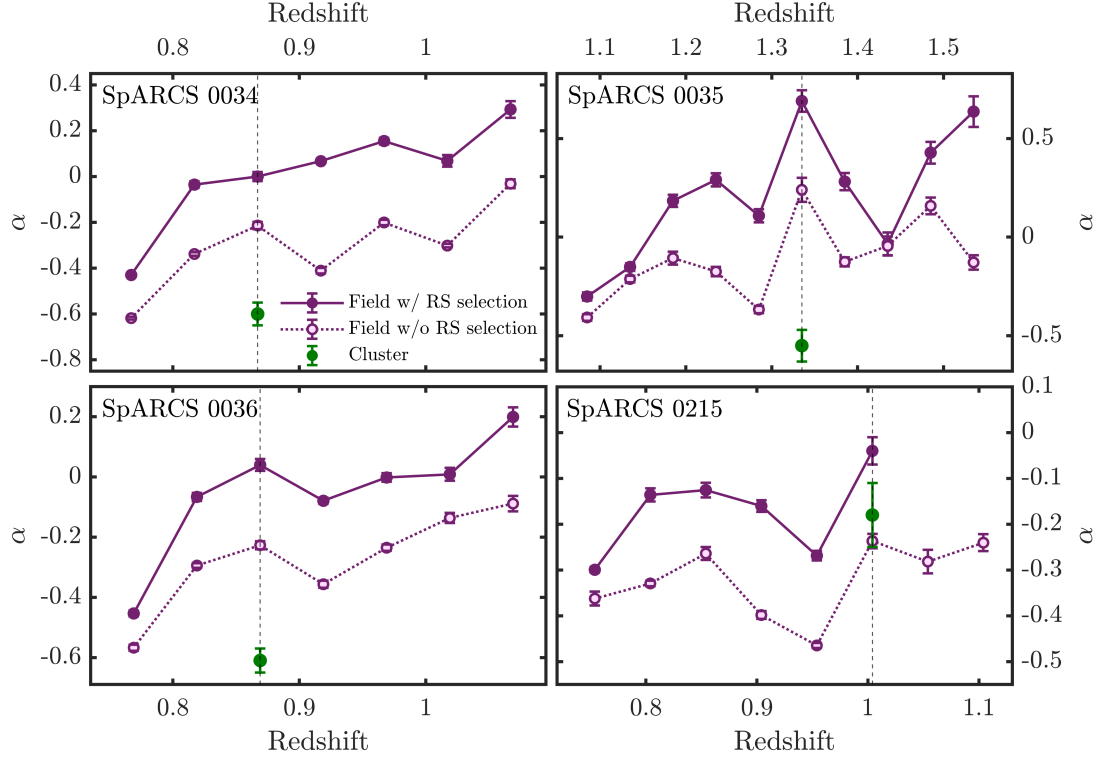 Redshift Redshift
0.8 0.9 1 1.1 1.2 1.3 1.4 1.5
SpARCS 0034
0.4
0.2
0
-0.2
-0.4
-0.6
-0.8
α
Field w/ RS selection
Field w/o RS selection
Cluster
SpARCS 0035
0.5
0
-0.5
α
SpARCS 0036
0.2
0
-0.2
-0.4
-0.6
α
SpARCS 0215
0.1
0
-0.1
-0.2
-0.3
-0.4
-0.5
α
0.8 0.9 1 0.8 0.9 1 1.1
Redshift Redshift